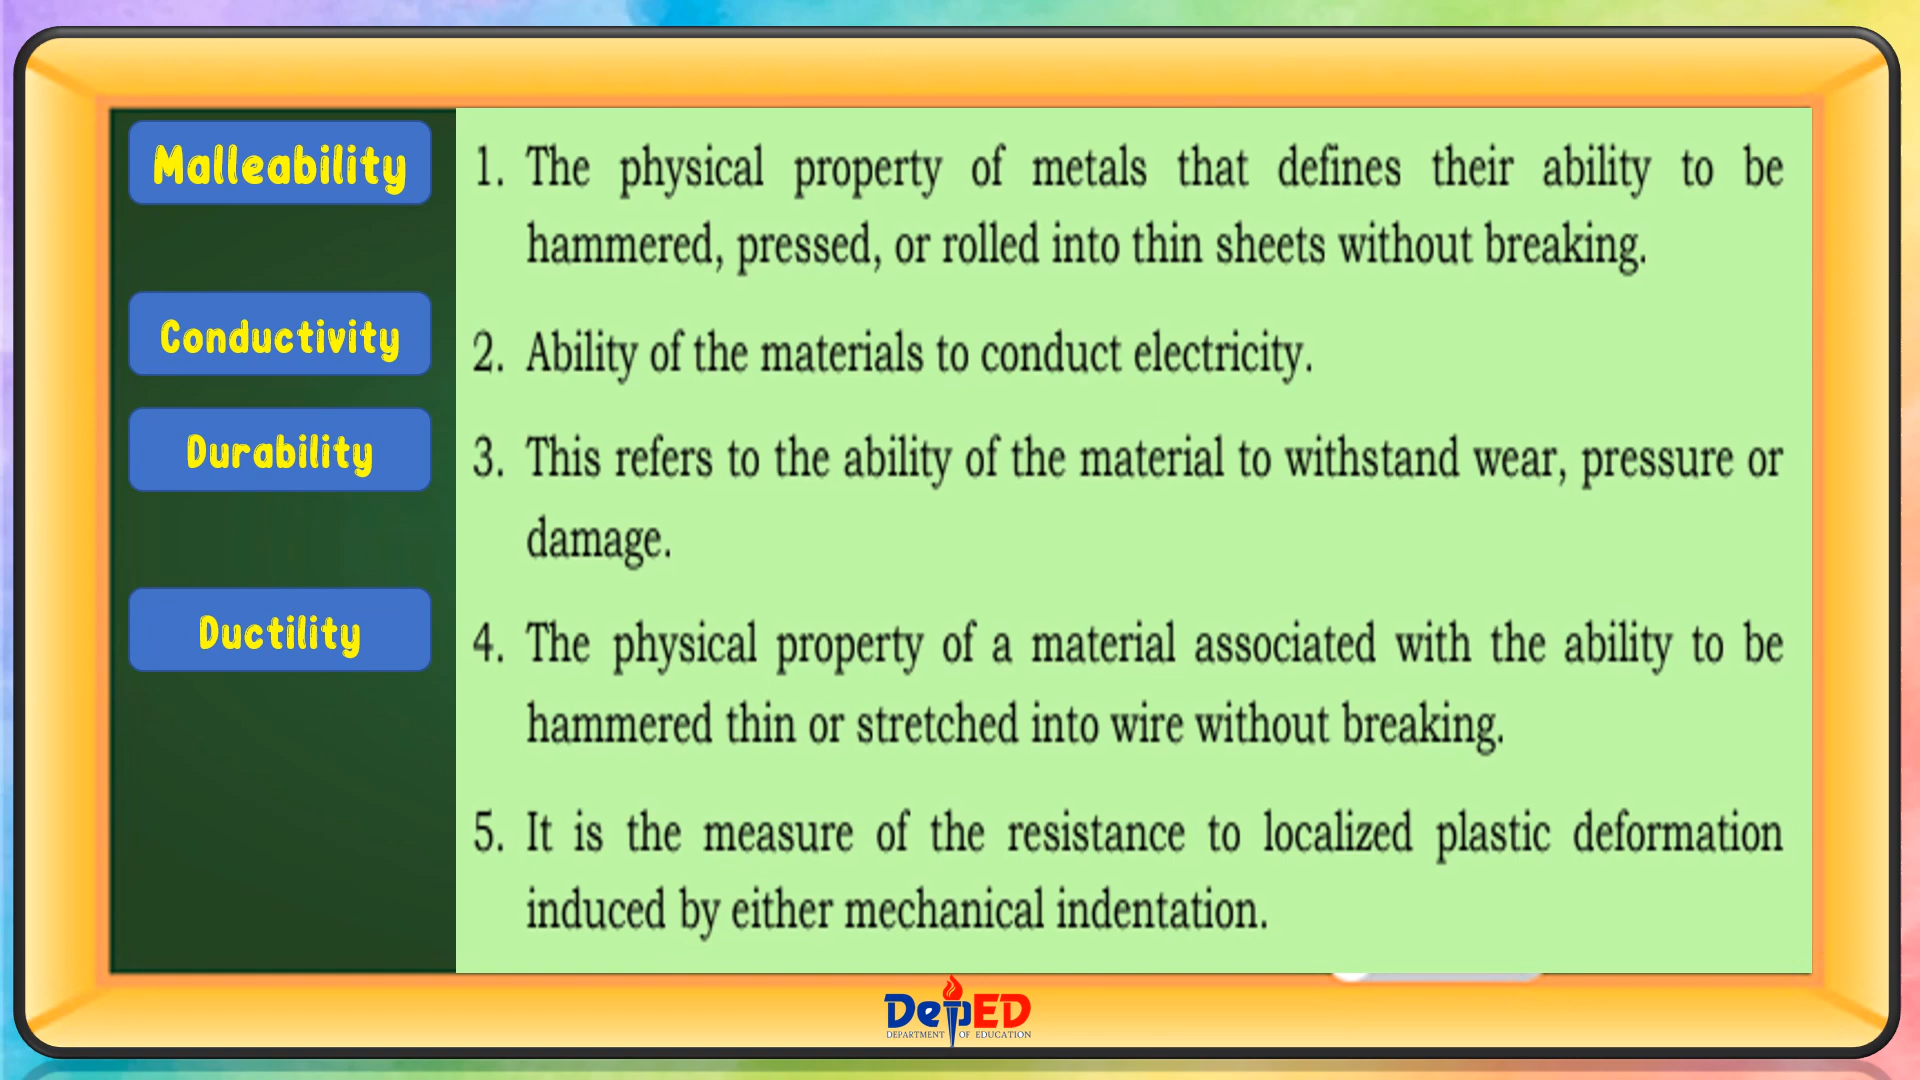 Malleability
1. The physical property of metals that defines their ability to be
hammered, pressed, or rolled into thin sheets without breaking.
Conductivity
2. Ability of the materials to conduct electricity.
Durability
3. This refers to the ability of the material to withstand wear, pressure or
damage.
Ductility
4. The physical property of a material associated with the ability to be
hammered thin or stretched into wire without breaking.
5. It is the measure of the resistance to localized plastic deformation
induced by either mechanical indentation.
DepED
DEPARTMENT OF EDUCATION